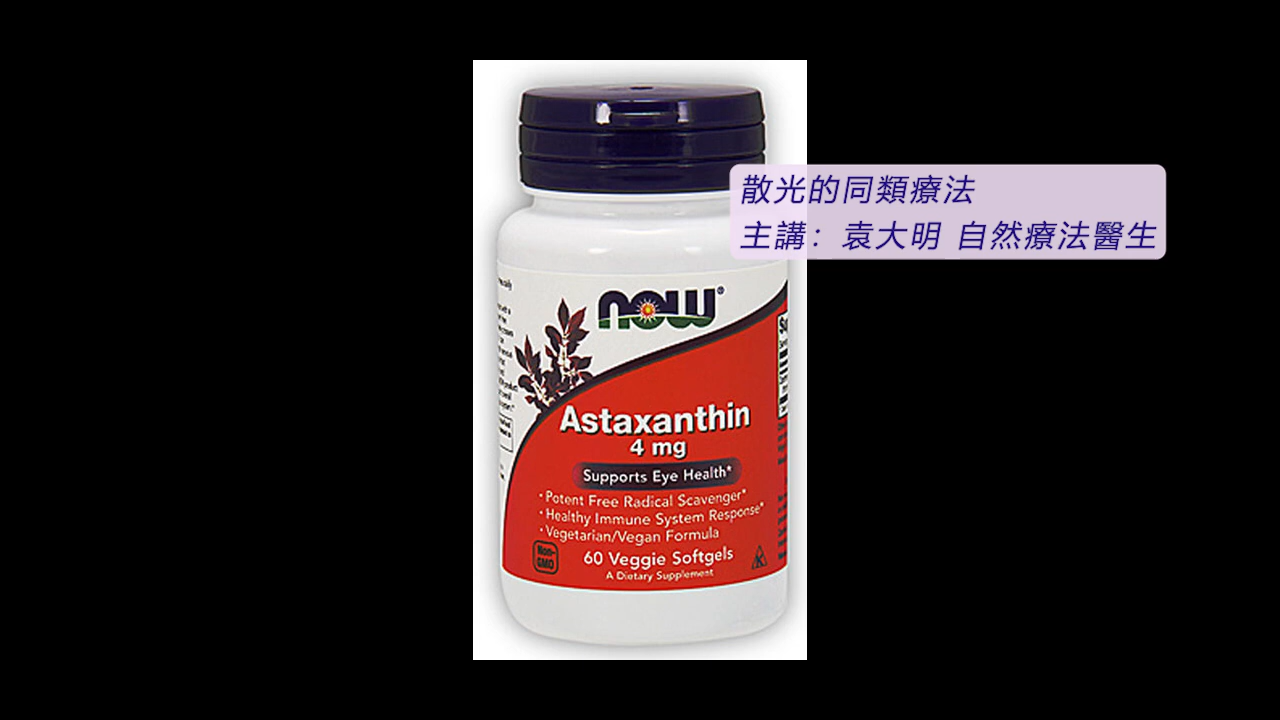 散光的同類療法
主講：袁大明 自然療法醫生
NOW®
Astaxanthin
4 mg
Supports Eye Health*
• Potent Free Radical Scavenger*
• Healthy Immune System Response*
• Vegetarian/Vegan Formula
Non-
GMO
60 Veggie Softgels
A Dietary Supplement
K